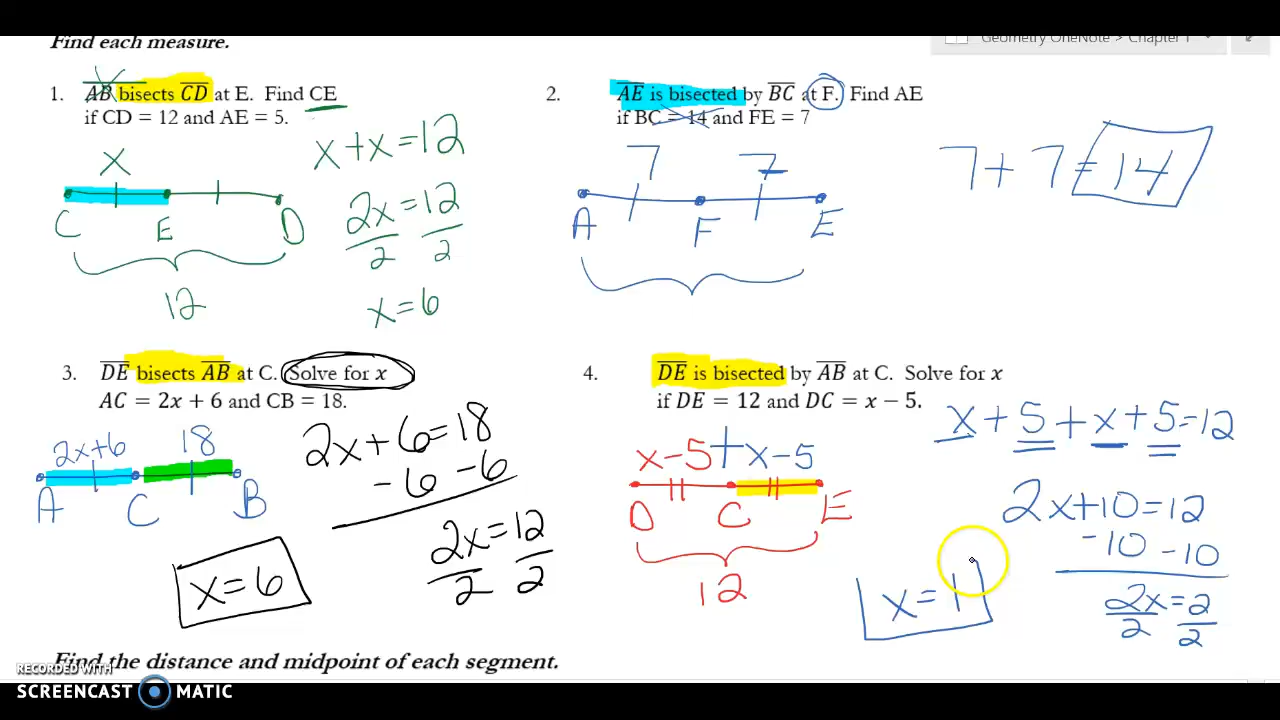 Find each measure.
Geometry OneNote > Chapter 1
1. AB bisects CD at E. Find CE
if CD = 12 and AE = 5.
x
C E D
12
x+x=12
2x=12
2 2
x=6
2. AE is bisected by BC at F. Find AE
if BC = 14 and FE = 7
7 7
A F E
7+7=14
3. DE bisects AB at C. Solve for x
AC = 2x + 6 and CB = 18.
2x+6 18
A C B
2x+6=18
-6 -6
2x=12
2 2
x=6
4. DE is bisected by AB at C. Solve for x
if DE = 12 and DC = x − 5.
x-5+x-5
D C E
12
x+5+x+5=12
2x+10=12
-10 -10
2x=2
2 2
x=1
Find the distance and midpoint of each segment.
RECORDED WITH
SCREENCAST MATIC